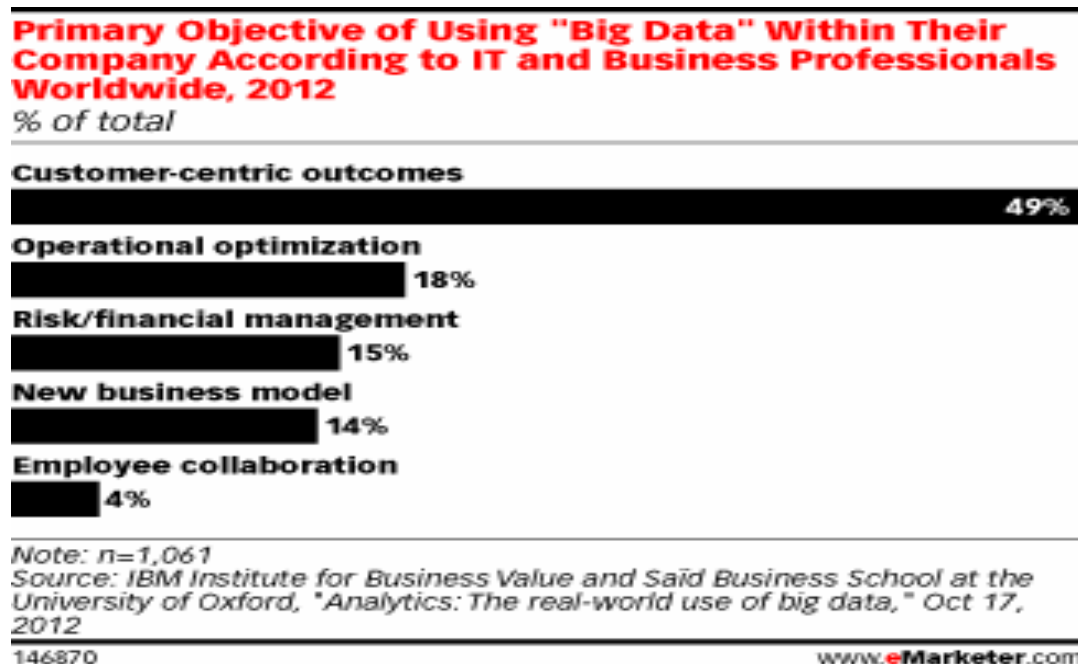 Primary Objective of Using "Big Data" Within Their
Company According to IT and Business Professionals
Worldwide, 2012
% of total
Customer-centric outcomes
49%
Operational optimization
18%
Risk/financial management
15%
New business model
14%
Employee collaboration
4%
Note: n=1,061
Source: IBM Institute for Business Value and Saïd Business School at the
University of Oxford, "Analytics: The real-world use of big data," Oct 17,
2012
146870
www.eMarketer.com